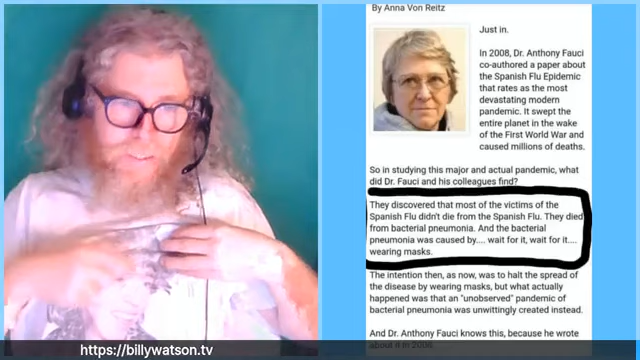 By Anna Von Reitz
Just in.
In 2008, Dr. Anthony Fauci
co-authored a paper about
the Spanish Flu Epidemic
that rates as the most
devastating modern
pandemic. It swept the
entire planet in the wake
of the First World War and
caused millions of deaths.
So in studying this major and actual pandemic, what
did Dr. Fauci and his colleagues find?
They discovered that most of the victims of the
Spanish Flu didn't die from the Spanish Flu. They died
from bacterial pneumonia. And the bacterial
pneumonia was caused by.... wait for it, wait for it....
wearing masks.
The intention then, as now, was to halt the spread of
the disease by wearing masks, but what actually
happened was that an "unobserved" pandemic of
bacterial pneumonia was unwittingly created instead.
And Dr. Anthony Fauci knows this, because he wrote
about it in 2008.
https://billywatson.tv